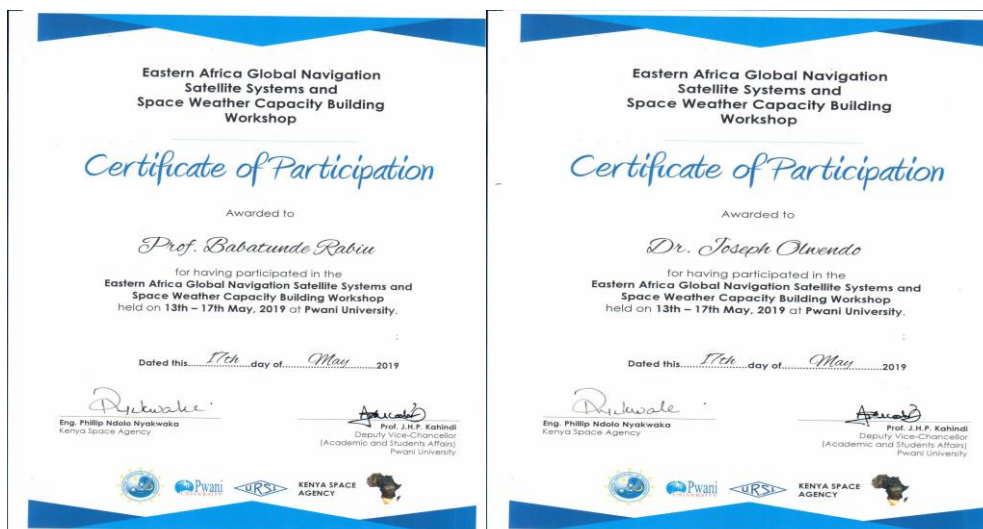 Eastern Africa Global Navigation
Satellite Systems and
Space Weather Capacity Building
Workshop
Certificate of Participation
Awarded to
Prof. Babatunde Rabiu
for having participated in the
Eastern Africa Global Navigation Satellite Systems and
Space Weather Capacity Building Workshop
held on 13th – 17th May, 2019 at Pwani University.
Dated this 17th day of May 2019
Eng. Phillip Ndolo Nyakwaka
Kenya Space Agency
Prof. J.H.P. Kahindi
Deputy Vice-Chancellor
(Academic and Students Affairs)
Pwani University
Pwani
UNIVERSITY
URSI
KENYA SPACE
AGENCY
Eastern Africa Global Navigation
Satellite Systems and
Space Weather Capacity Building
Workshop
Certificate of Participation
Awarded to
Dr. Joseph Olwendo
for having participated in the
Eastern Africa Global Navigation Satellite Systems and
Space Weather Capacity Building Workshop
held on 13th – 17th May, 2019 at Pwani University.
Dated this 17th day of May 2019
Eng. Phillip Ndolo Nyakwaka
Kenya Space Agency
Prof. J.H.P. Kahindi
Deputy Vice-Chancellor
(Academic and Students Affairs)
Pwani University
Pwani
UNIVERSITY
URSI
KENYA SPACE
AGENCY